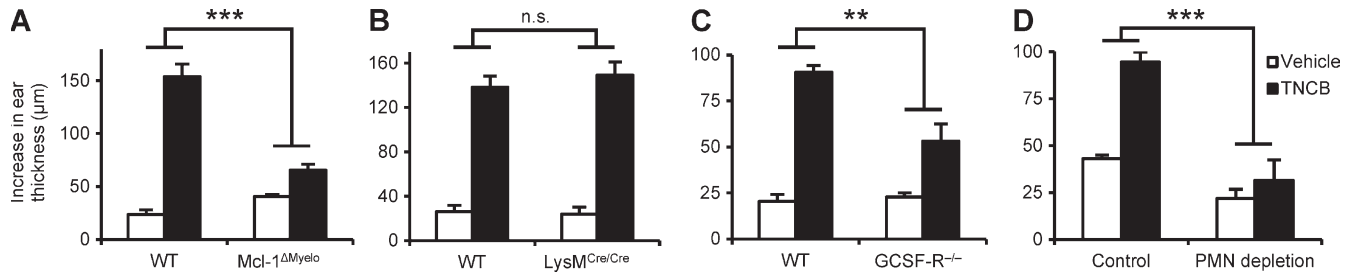 A
***
Increase in ear
thickness (μm)
150
100
50
0
WT
Mcl-1ΔMyelo
B
n.s.
160
120
80
40
0
WT
LysMCre/Cre
C
**
100
75
50
25
0
WT
GCSF-R–/–
D
***
100
75
50
25
0
Control
PMN depletion
Vehicle
TNCB